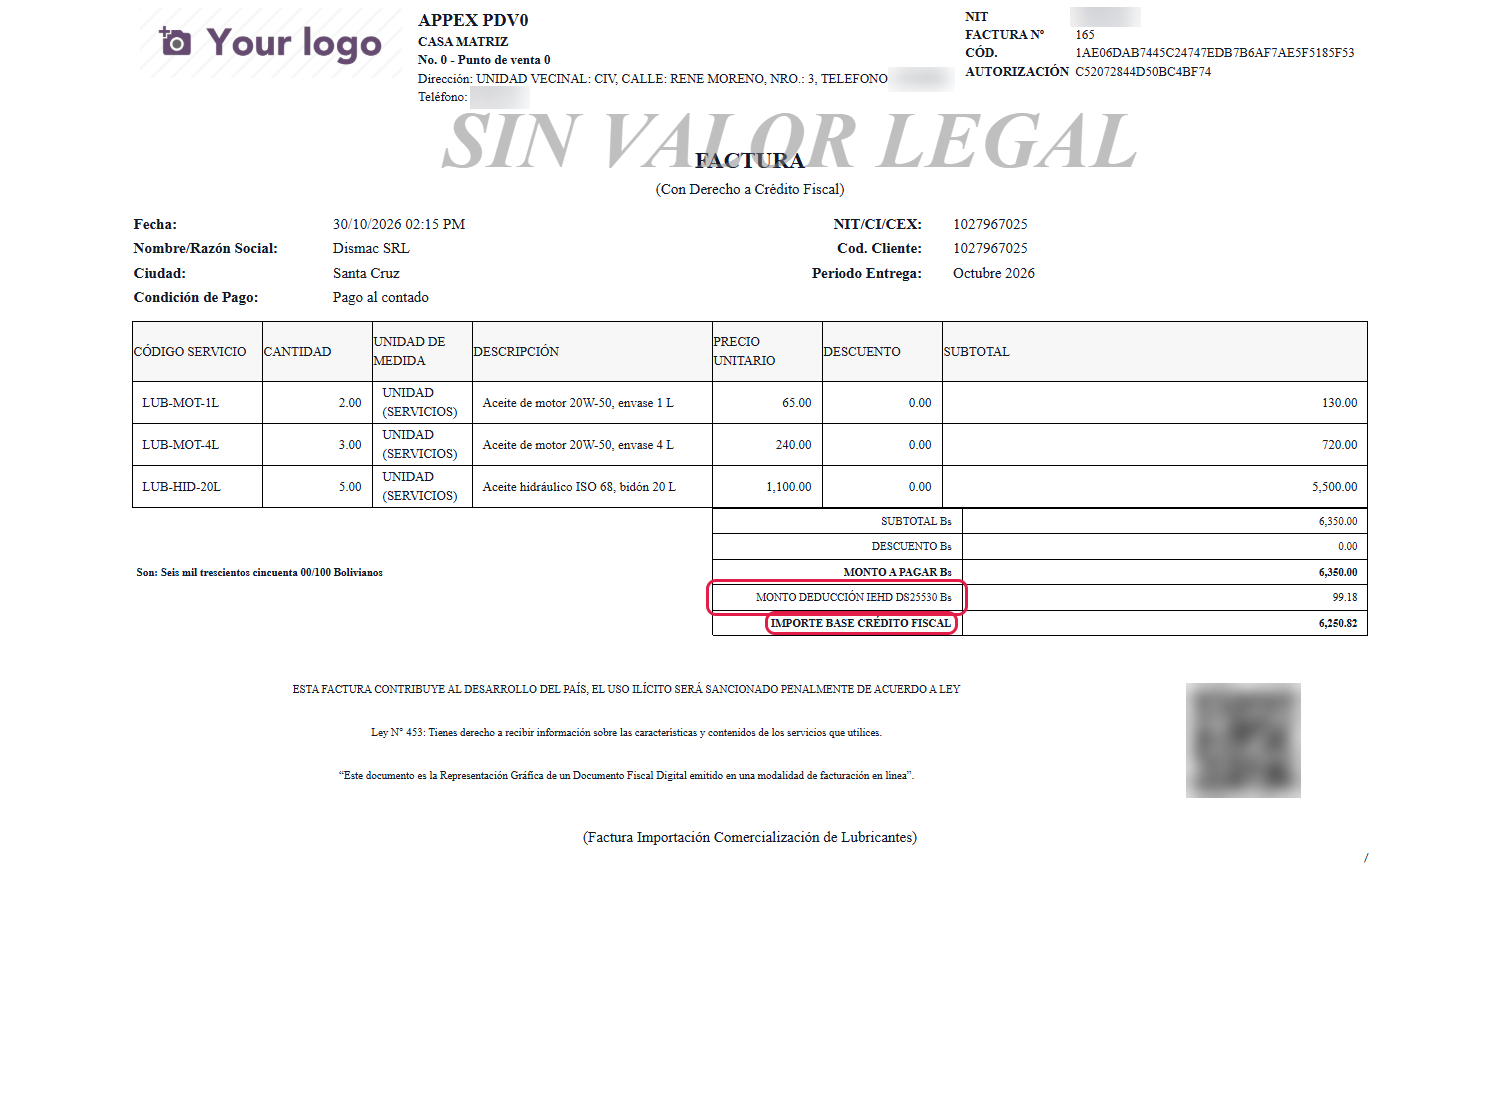 Your logo
APPEX PDV0
CASA MATRIZ
No. 0 - Punto de venta 0
Dirección: UNIDAD VECINAL: CIV, CALLE: RENE MORENO, NRO.: 3, TELEFONO
Teléfono:
NIT
FACTURA N° 165
CÓD. 1AE06DAB7445C24747EDB7B6AF7AE5F5185F53
AUTORIZACIÓN C52072844D50BC4BF74
SIN VALOR LEGAL
FACTURA
(Con Derecho a Crédito Fiscal)
Fecha: 30/10/2026 02:15 PM NIT/CI/CEX: 1027967025
Nombre/Razón Social: Dismac SRL Cod. Cliente: 1027967025
Ciudad: Santa Cruz Periodo Entrega: Octubre 2026
Condición de Pago: Pago al contado
CÓDIGO SERVICIO CANTIDAD UNIDAD DE MEDIDA DESCRIPCIÓN PRECIO UNITARIO DESCUENTO SUBTOTAL
LUB-MOT-1L 2.00 UNIDAD (SERVICIOS) Aceite de motor 20W-50, envase 1 L 65.00 0.00 130.00
LUB-MOT-4L 3.00 UNIDAD (SERVICIOS) Aceite de motor 20W-50, envase 4 L 240.00 0.00 720.00
LUB-HID-20L 5.00 UNIDAD (SERVICIOS) Aceite hidráulico ISO 68, bidón 20 L 1,100.00 0.00 5,500.00
SUBTOTAL Bs 6,350.00
DESCUENTO Bs 0.00
Son: Seis mil trescientos cincuenta 00/100 Bolivianos MONTO A PAGAR Bs 6,350.00
MONTO DEDUCCIÓN IEHD DS25530 Bs 99.18
IMPORTE BASE CRÉDITO FISCAL 6,250.82
ESTA FACTURA CONTRIBUYE AL DESARROLLO DEL PAÍS, EL USO ILÍCITO SERÁ SANCIONADO PENALMENTE DE ACUERDO A LEY
Ley N° 453: Tienes derecho a recibir información sobre las caracteristicas y contenidos de los servicios que utilices.
“Este documento es la Representación Gráfica de un Documento Fiscal Digital emitido en una modalidad de facturación en línea”.
(Factura Importación Comercialización de Lubricantes)
/